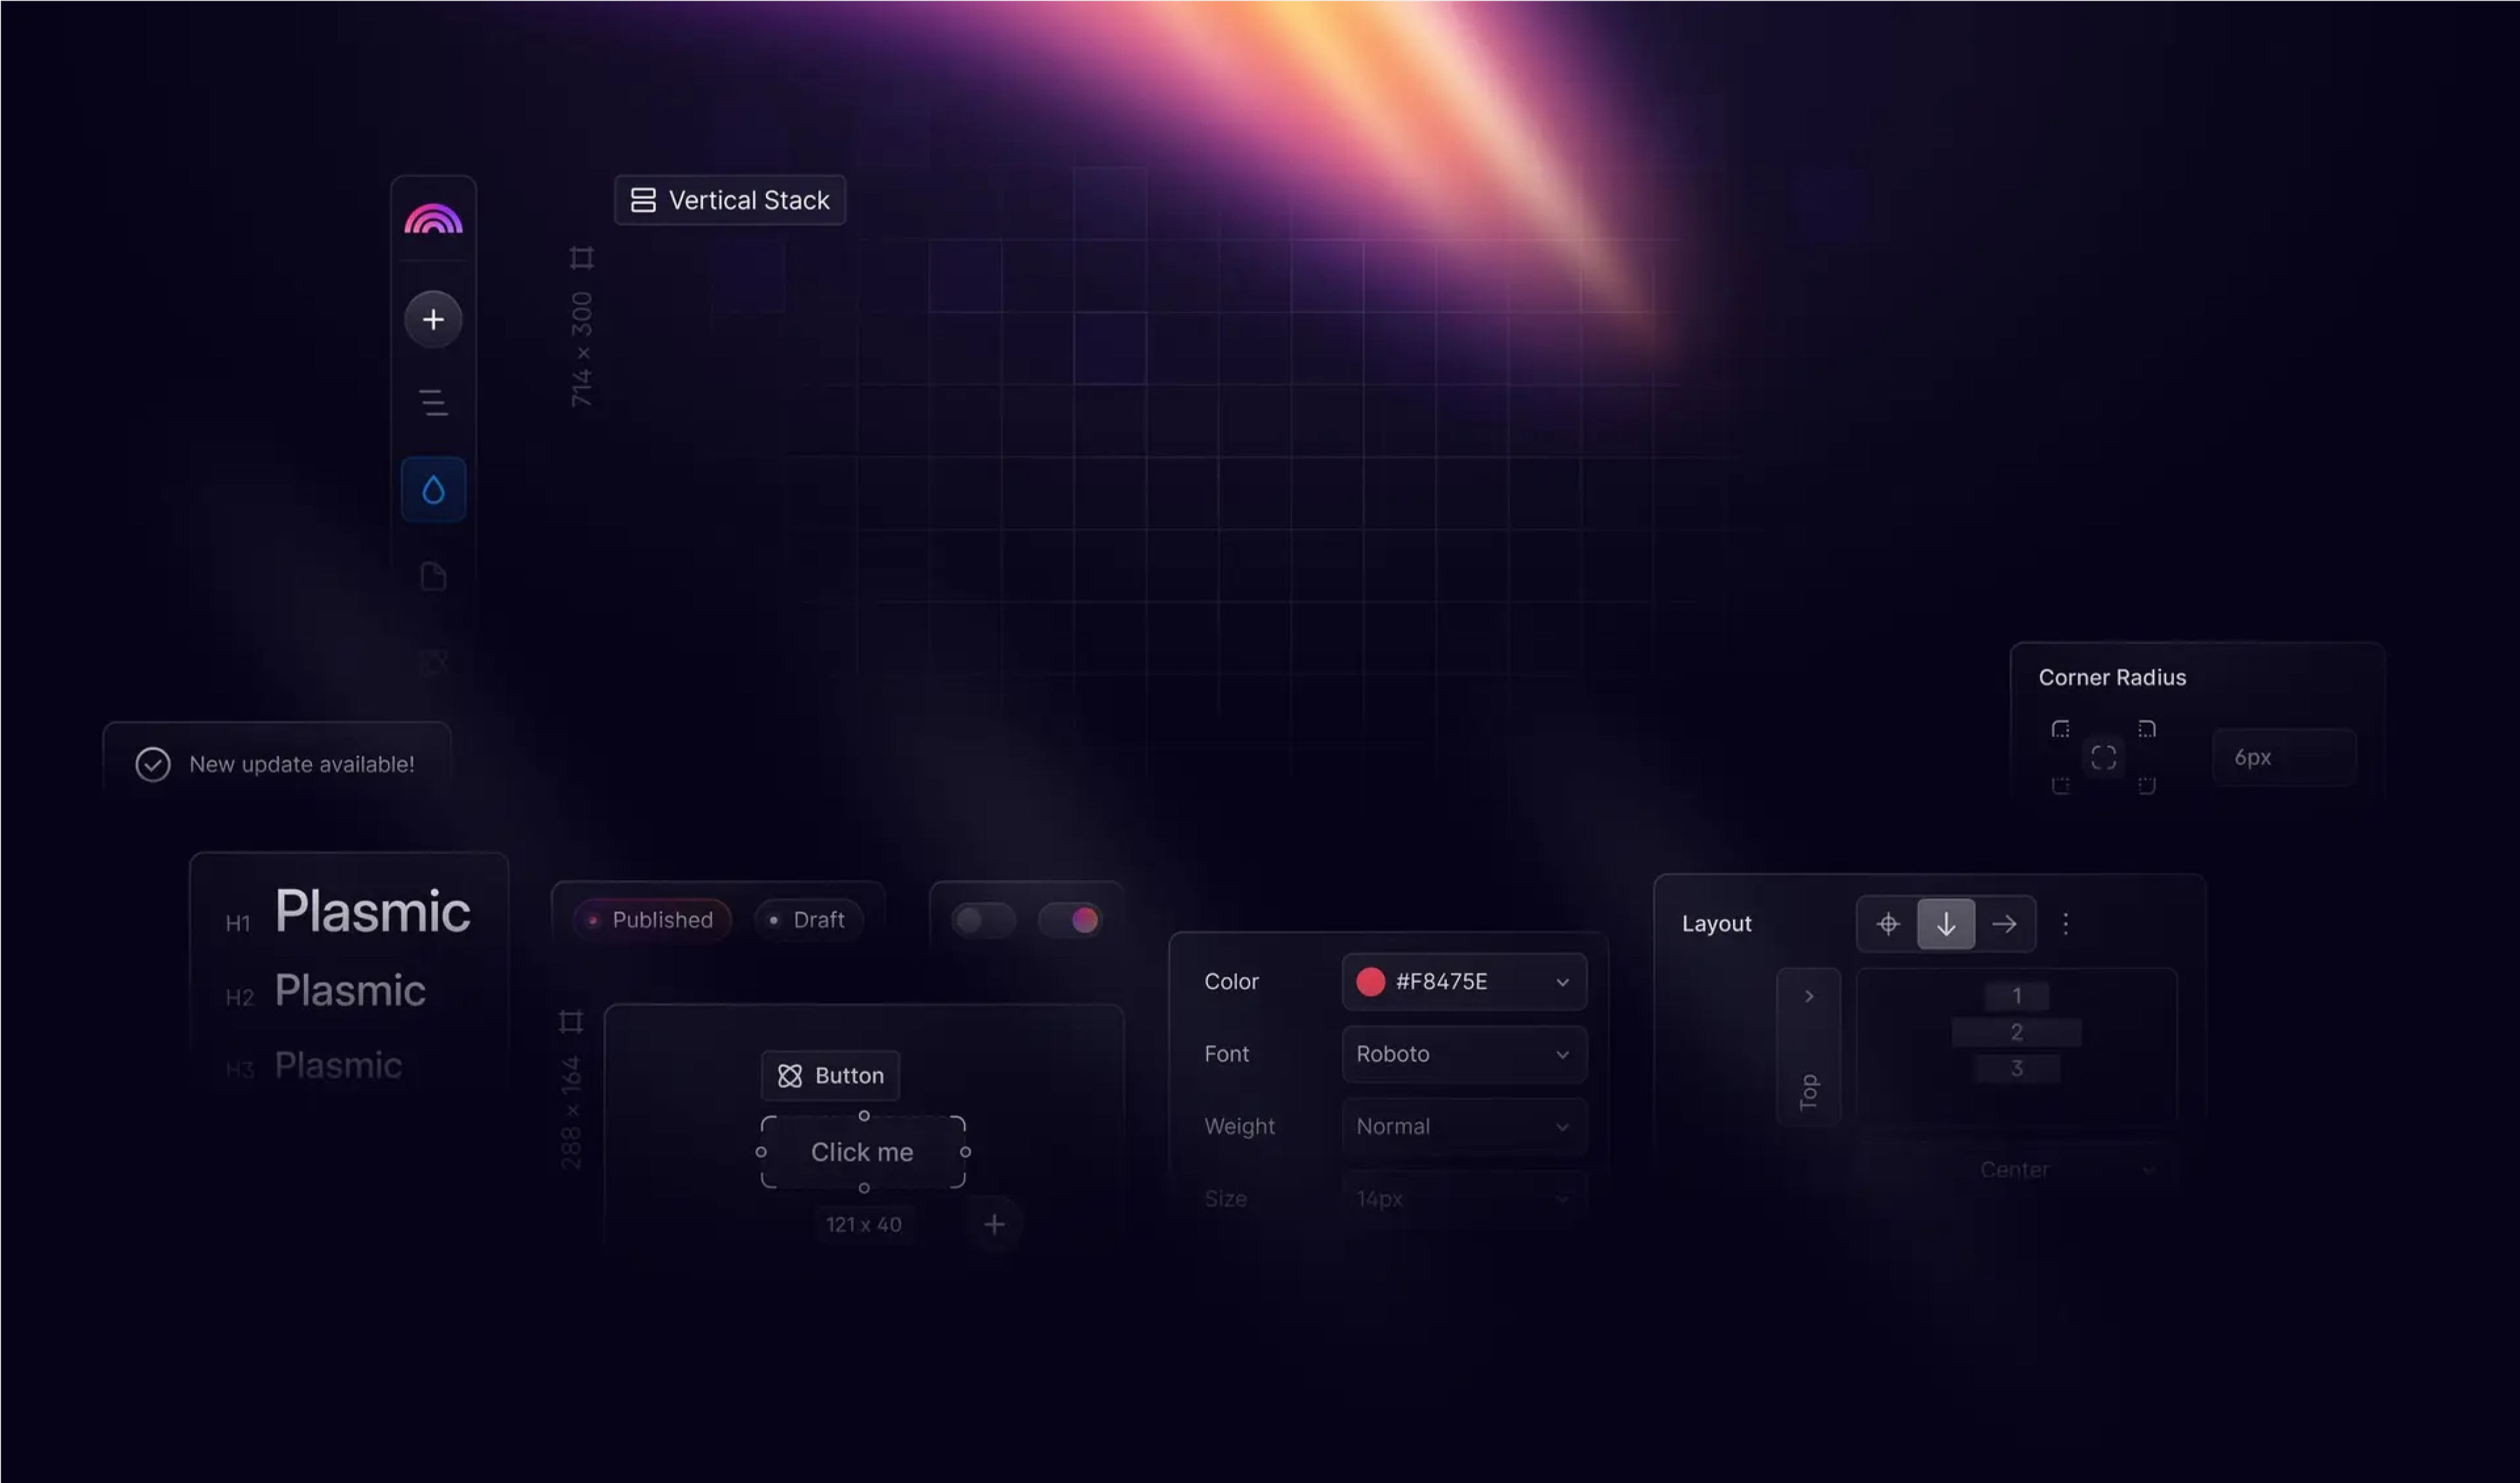 Vertical Stack
714 × 300
Corner Radius
6px
New update available!
H1 Plasmic
H2 Plasmic
H3 Plasmic
Published
Draft
288 × 164
Button
Click me
121 x 40
Color #F8475E
Font Roboto
Weight Normal
Size 14px
Layout
Top
1
2
3
Center